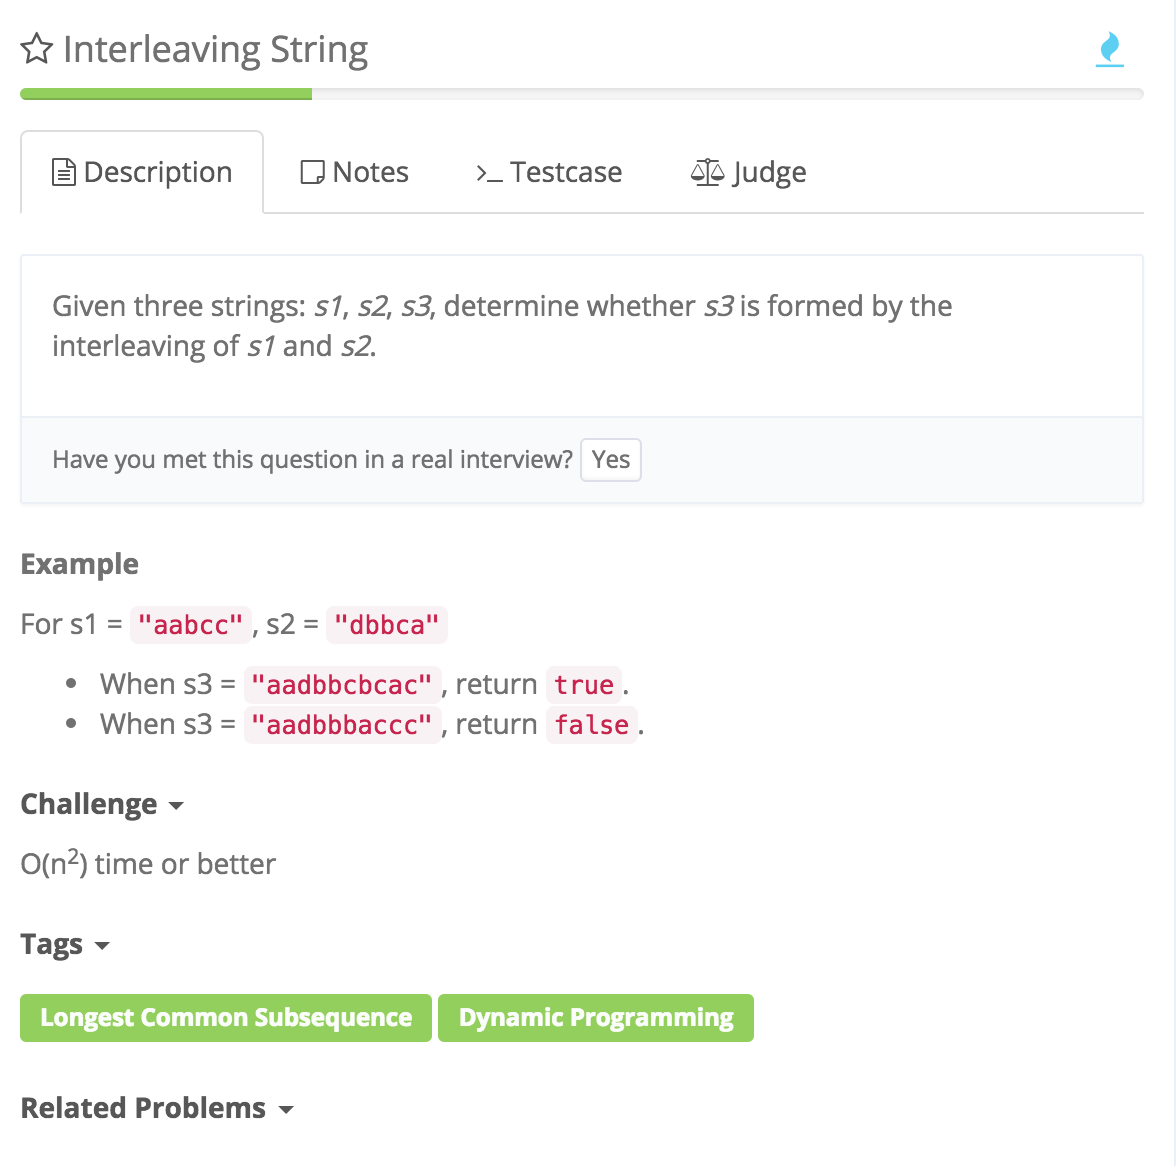 Interleaving String
Description Notes >_ Testcase Judge
Given three strings: s1, s2, s3, determine whether s3 is formed by the
interleaving of s1 and s2.
Have you met this question in a real interview? Yes
Example
For s1 = "aabcc", s2 = "dbbca"
• When s3 = "aadbbcbcac", return true.
• When s3 = "aadbbbaccc", return false.
Challenge
O(n²) time or better
Tags
Longest Common Subsequence Dynamic Programming
Related Problems